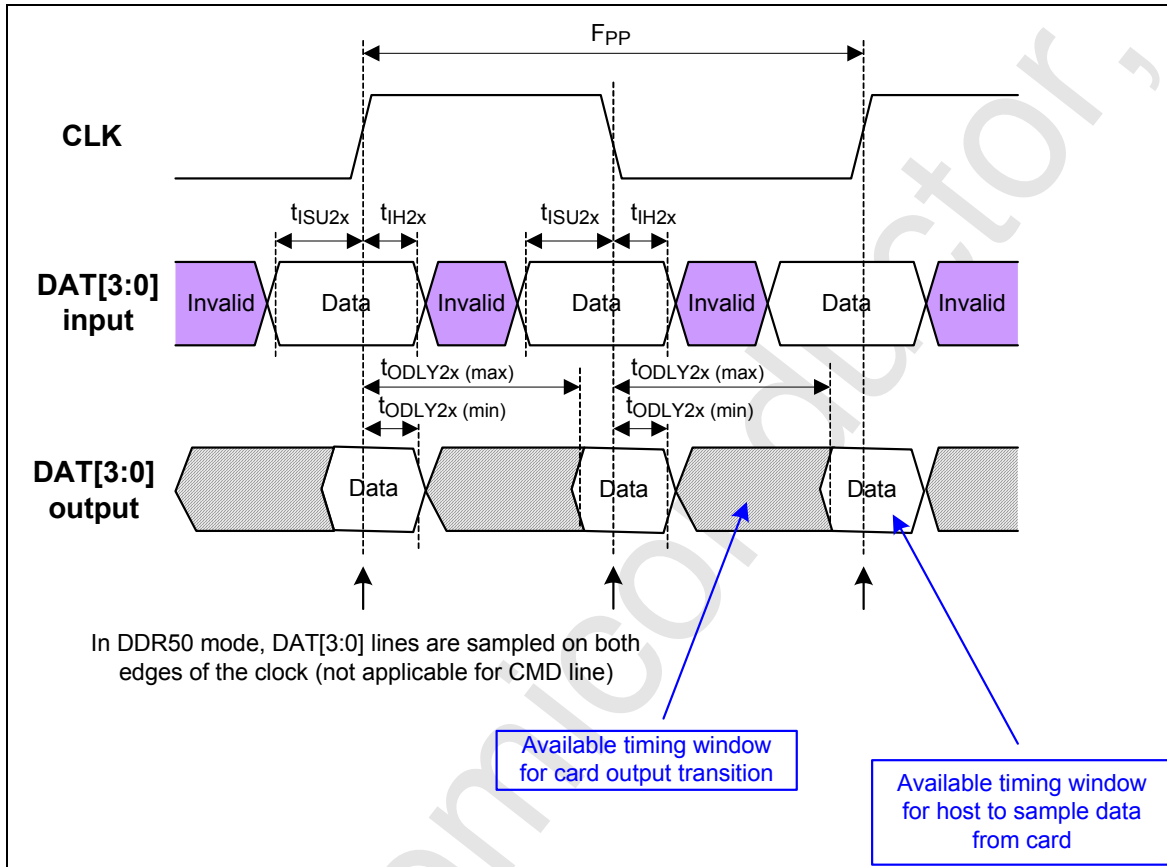 FPP
CLK
tISU2x tIH2x tISU2x tIH2x
DAT[3:0]
input
Invalid Data Invalid Data Invalid Data Invalid
tODLY2x (max) tODLY2x (max)
tODLY2x (min) tODLY2x (min)
DAT[3:0]
output
Data Data Data
In DDR50 mode, DAT[3:0] lines are sampled on both
edges of the clock (not applicable for CMD line)
Available timing window
for card output transition
Available timing window
for host to sample data
from card
omiconductor,